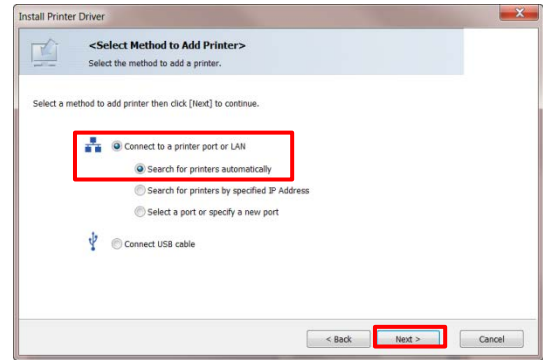 Install Printer Driver
<Select Method to Add Printer>
Select the method to add a printer.
Select a method to add printer then click [Next] to continue.
Connect to a printer port or LAN
Search for printers automatically
Search for printers by specified IP Address
Select a port or specify a new port
Connect USB cable
< Back Next > Cancel